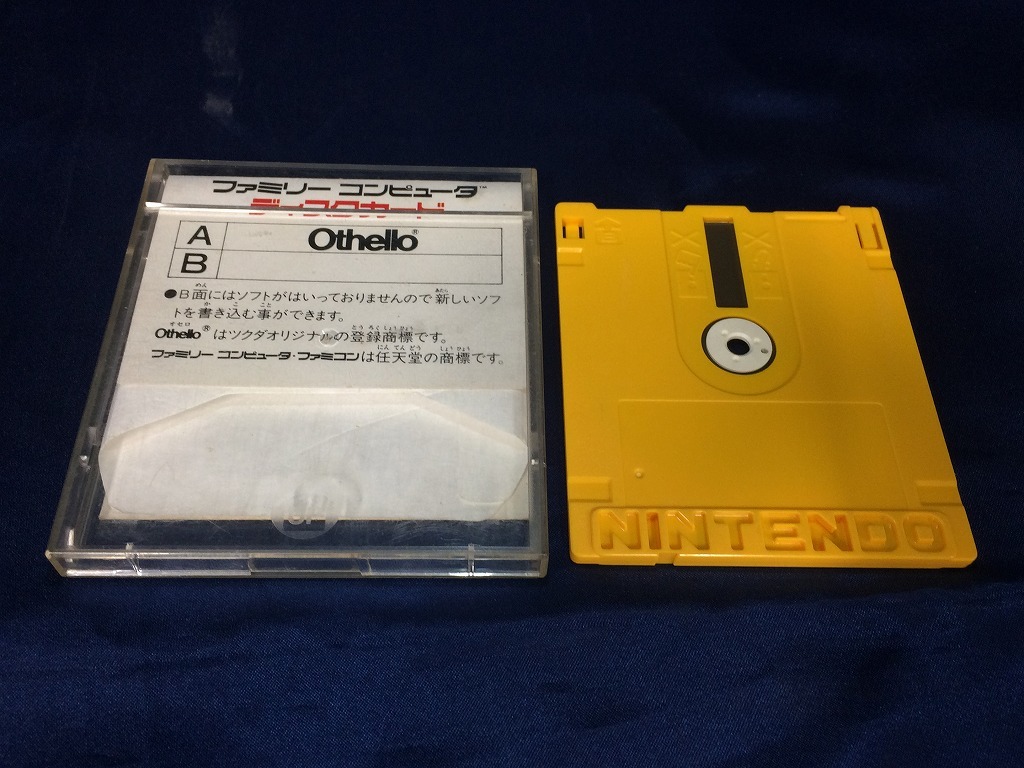 ファミリー コンピュータ™
ディスクカード
A Othello®
B
●B面にはソフトがはいっておりませんので新しいソフ
トを書き込む事ができます。
Othello®はツクダオリジナルの登録商標です。
ファミリー コンピュータ・ファミコンは任天堂の商標です。
NINTENDO